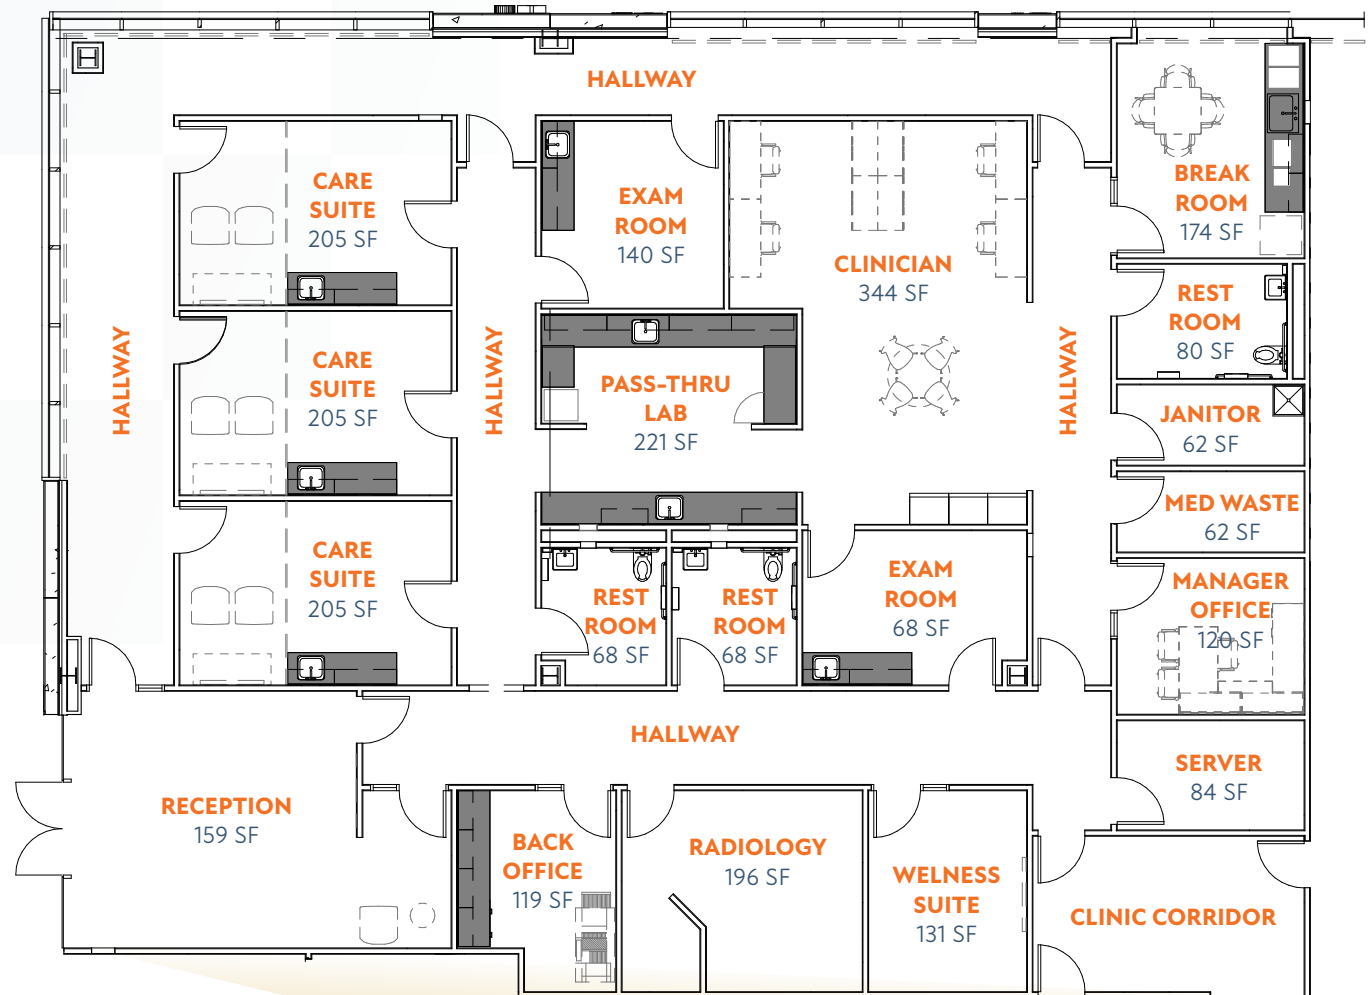 HALLWAY
CARE
SUITE
205 SF
EXAM
ROOM
140 SF
CLINICIAN
344 SF
BREAK
ROOM
174 SF
REST
ROOM
80 SF
HALLWAY
CARE
SUITE
205 SF
HALLWAY
PASS-THRU
LAB
221 SF
HALLWAY
JANITOR
62 SF
MED WASTE
62 SF
CARE
SUITE
205 SF
REST
ROOM
68 SF
REST
ROOM
68 SF
EXAM
ROOM
68 SF
MANAGER
OFFICE
120 SF
HALLWAY
SERVER
84 SF
RECEPTION
159 SF
BACK
OFFICE
119 SF
RADIOLOGY
196 SF
WELNESS
SUITE
131 SF
CLINIC CORRIDOR